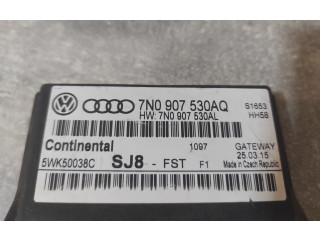 7N0 907 530AQ S1653
HW: 7N0 907 530AL HH5B
Continental 1097 GATEWAY
5WK50038C SJ8 - FST F1 25.03.15
Made in Czech Republic